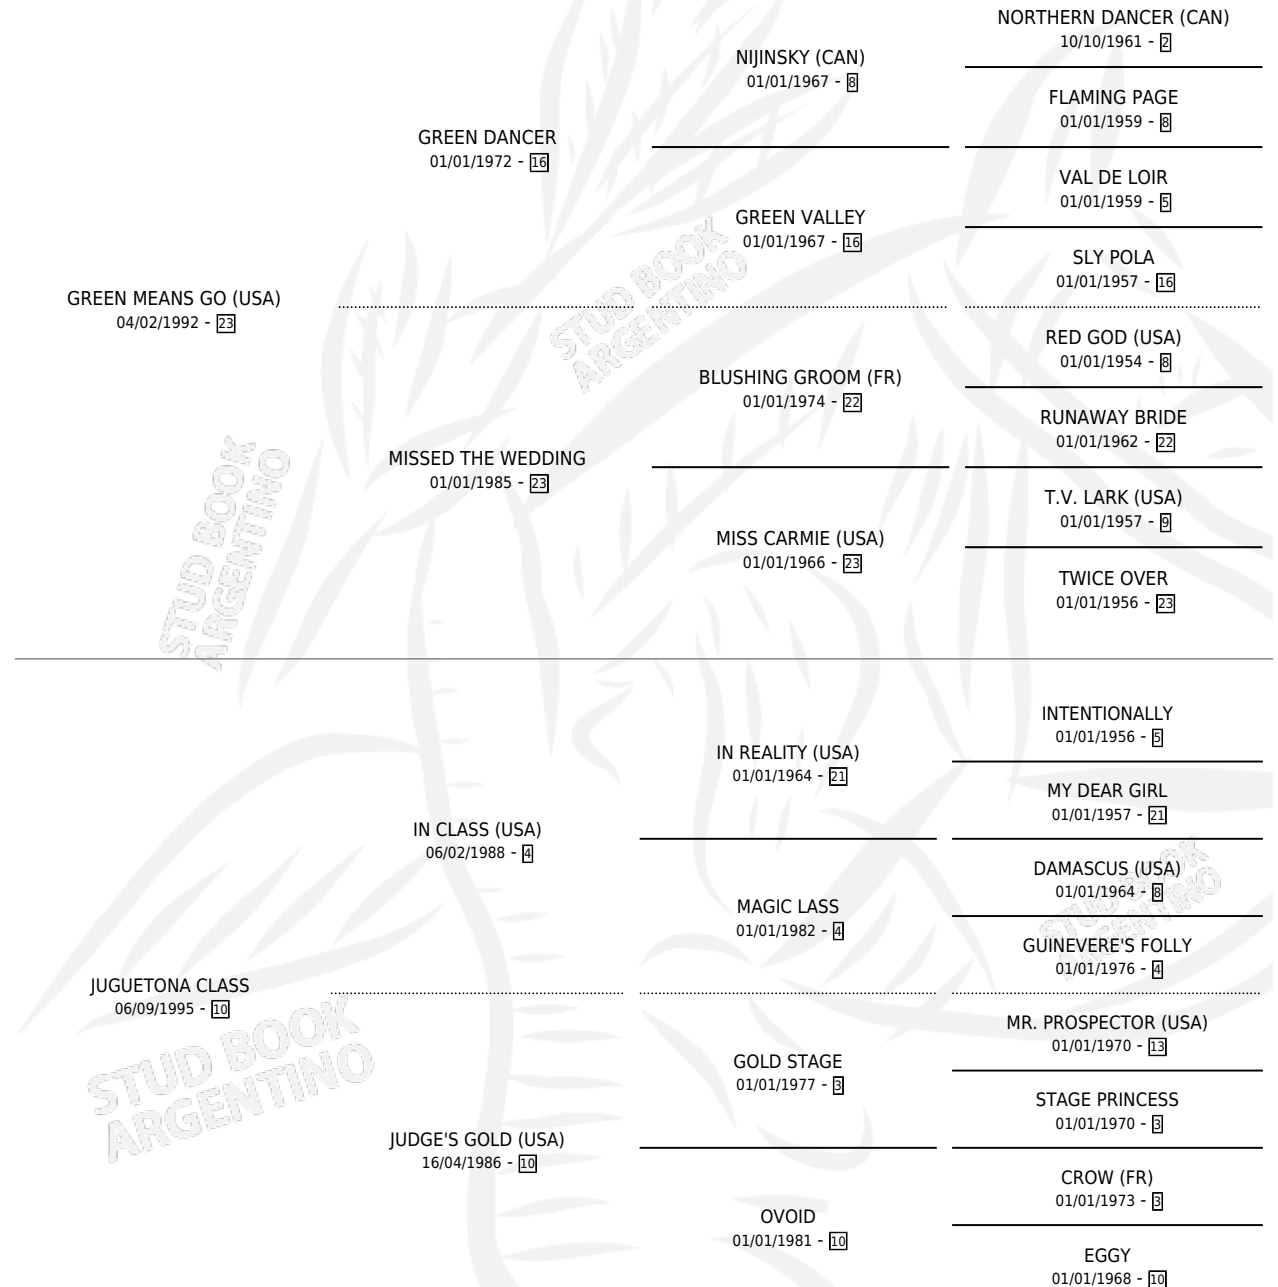 NORTHERN DANCER (CAN)
10/10/1961 - 2
NIJINSKY (CAN)
01/01/1967 - 8
FLAMING PAGE
01/01/1959 - 8
GREEN DANCER
01/01/1972 - 16
VAL DE LOIR
01/01/1959 - 5
GREEN VALLEY
01/01/1967 - 16
SLY POLA
01/01/1957 - 16
GREEN MEANS GO (USA)
04/02/1992 - 23
STUD BOOK
ARGENTINO
RED GOD (USA)
01/01/1954 - 8
BLUSHING GROOM (FR)
01/01/1974 - 22
RUNAWAY BRIDE
01/01/1962 - 22
MISSED THE WEDDING
01/01/1985 - 23
T.V. LARK (USA)
01/01/1957 - 9
MISS CARMIE (USA)
01/01/1966 - 23
TWICE OVER
01/01/1956 - 23
STUD BOOK
ARGENTINO
INTENTIONALLY
01/01/1956 - 5
IN REALITY (USA)
01/01/1964 - 21
MY DEAR GIRL
01/01/1957 - 21
IN CLASS (USA)
06/02/1988 - 4
DAMASCUS (USA)
01/01/1964 - 8
MAGIC LASS
01/01/1982 - 4
GUINEVERE'S FOLLY
01/01/1976 - 4
STUD BOOK
ARGENTINO
JUGUETONA CLASS
06/09/1995 - 10
MR. PROSPECTOR (USA)
01/01/1970 - 13
GOLD STAGE
01/01/1977 - 3
STAGE PRINCESS
01/01/1970 - 3
STUD BOOK
ARGENTINO
JUDGE'S GOLD (USA)
16/04/1986 - 10
CROW (FR)
01/01/1973 - 3
OVOID
01/01/1981 - 10
EGGY
01/01/1968 - 10